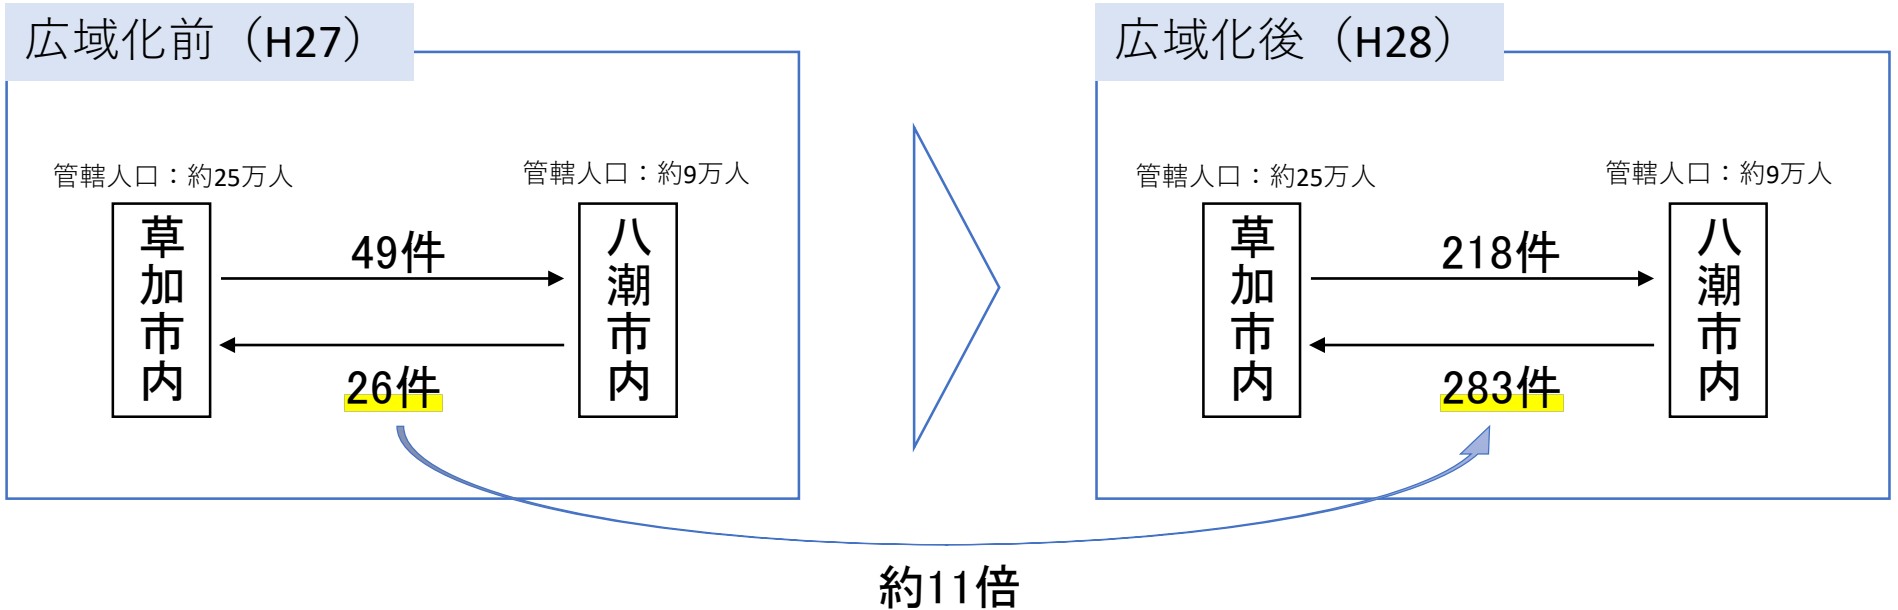 広域化前（H27）
管轄人口：約25万人
管轄人口：約9万人
草加市内
49件
26件
八潮市内
広域化後（H28）
管轄人口：約25万人
管轄人口：約9万人
草加市内
218件
283件
八潮市内
約11倍